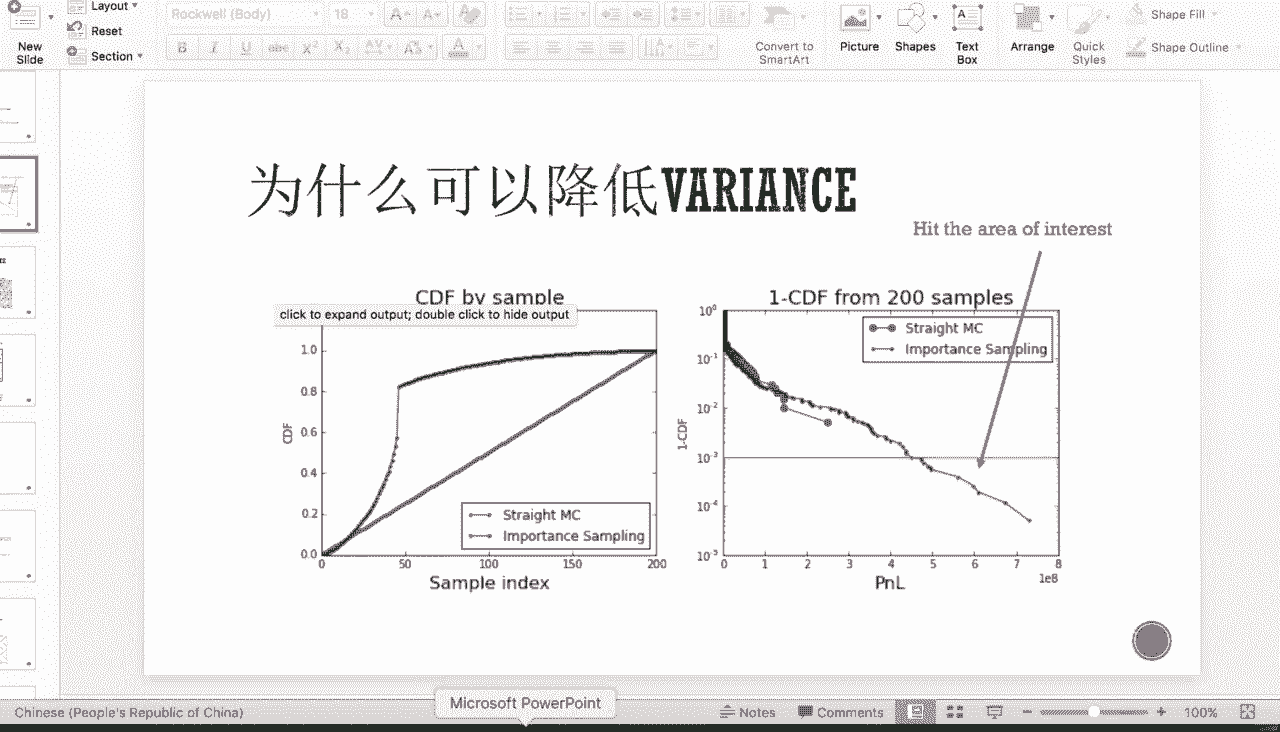 Layout
Reset
New
Slide
Section
Rockwell (Body)
18
A A
B I U abc X² X₂ AV Aa A
Convert to
SmartArt
Picture
Shapes
A
Text
Box
Arrange
Quick
Styles
Shape Fill
Shape Outline
为什么可以降低VARIANCE
Hit the area of interest
CDF by sample
click to expand output; double click to hide output
1.0
0.8
0.6
0.4
0.2
0.0
CDF
Straight MC
Importance Sampling
0 50 100 150 200
Sample index
1-CDF from 200 samples
10⁰
10⁻¹
10⁻²
10⁻³
10⁻⁴
10⁻⁵
1-CDF
Straight MC
Importance Sampling
0 1 2 3 4 5 6 7 8
1e8
PnL
Microsoft PowerPoint
Chinese (People's Republic of China)
Notes
Comments
100%